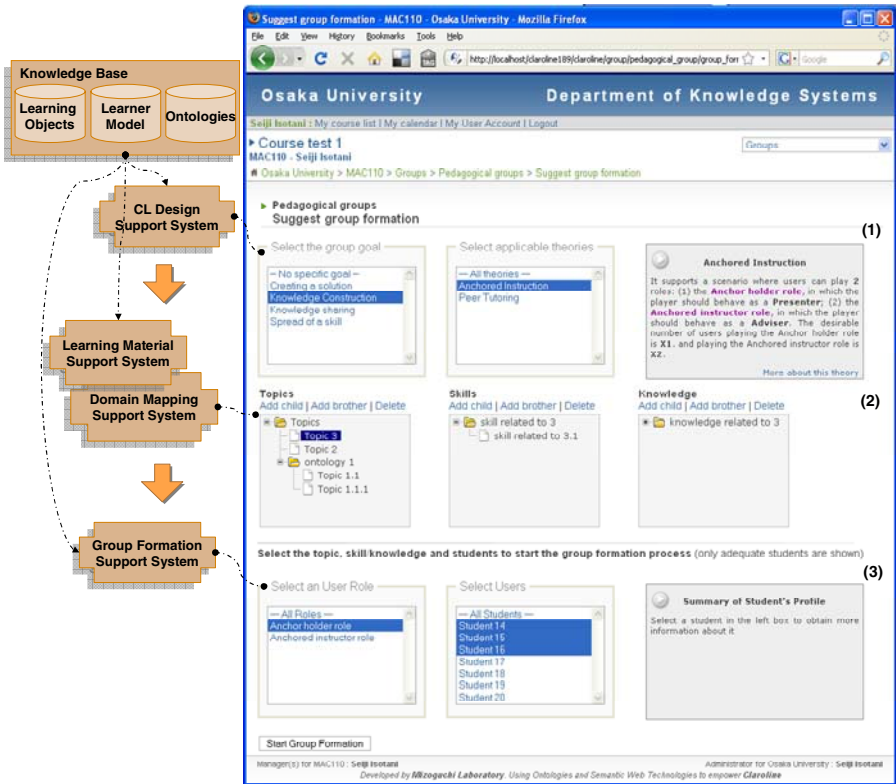 Knowledge Base
Learning Objects
Learner Model
Ontologies
CL Design Support System
Learning Material Support System
Domain Mapping Support System
Group Formation Support System
Suggest group formation - MAC110 - Osaka University - Mozilla Firefox
File Edit View History Bookmarks Tools Help
http://localhost/claroline189/claroline/group/pedagogical_group/group_forr
Google
Osaka University Department of Knowledge Systems
Seiji Isotani : My course list | My calendar | My User Account | Logout
Course test 1
Groups
MAC110 - Seiji Isotani
Osaka University > MAC110 > Groups > Pedagogical groups > Suggest group formation
Pedagogical groups
Suggest group formation
(1)
Select the group goal
-- No specific goal --
Creating a solution
Knowledge Construction
Knowledge sharing
Spread of a skill
Select applicable theories
-- All theories --
Anchored Instruction
Peer Tutoring
Anchored Instruction
It supports a scenario where users can play 2
roles: (1) the Anchor holder role, in which the
player should behave as a Presenter; (2) the
Anchored instructor role, in which the player
should behave as a Adviser. The desirable
number of users playing the Anchor holder role
is X1. and playing the Anchored instructor role is
X2.
More about this theory
(2)
Topics
Add child | Add brother | Delete
Topics
Topic 3
Topic 2
ontology 1
Topic 1.1
Topic 1.1.1
Skills
Add child | Add brother | Delete
skill related to 3
skill related to 3.1
Knowledge
Add child | Add brother | Delete
knowledge related to 3
Select the topic, skill/knowledge and students to start the group formation process (only adequate students are shown)
(3)
Select an User Role
-- All Roles --
Anchor holder role
Anchored instructor role
Select Users
-- All Students --
Student 14
Student 15
Student 16
Student 17
Student 18
Student 19
Student 20
Summary of Student's Profile
Select a student in the left box to obtain more
information about it
Start Group Formation
Manager(s) for MAC110 : Seiji Isotani
Administrator for Osaka University : Seiji Isotani
Developed by Mizoguchi Laboratory. Using Ontologies and Semantic Web Technologies to empower Claroline